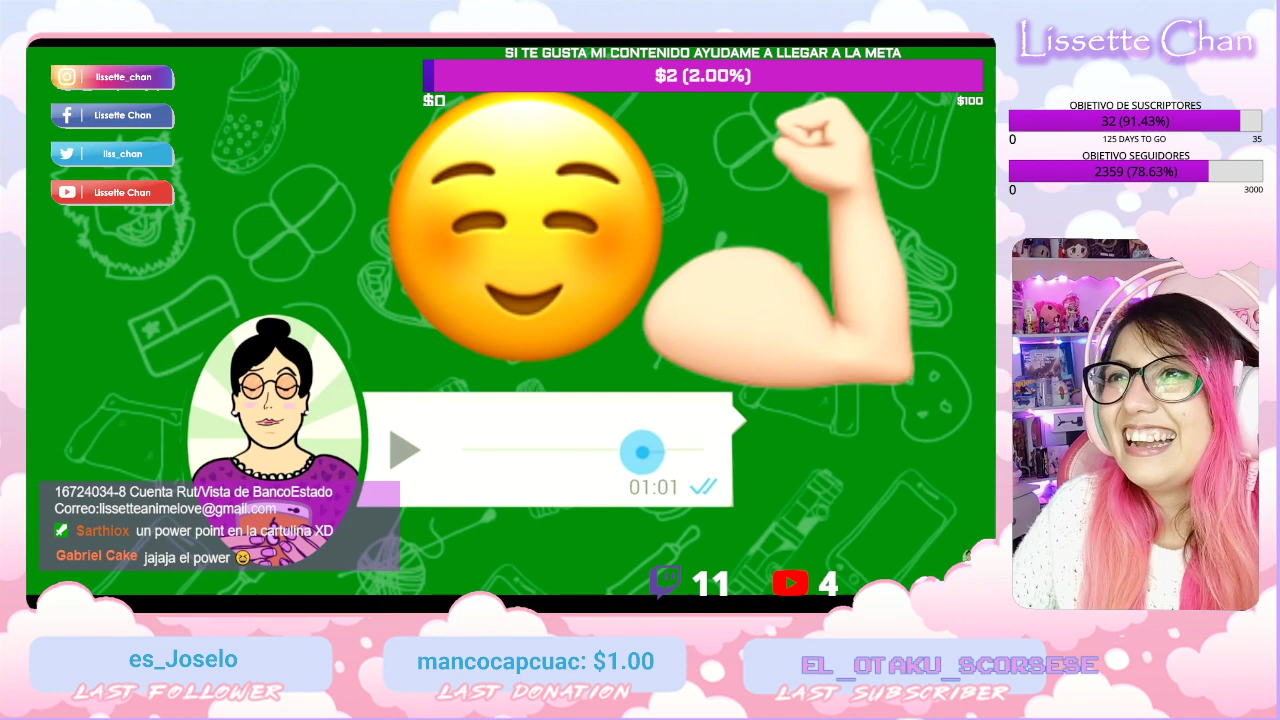 Lissette Chan
SI TE GUSTA MI CONTENIDO AYUDAME A LLEGAR A LA META
$2 (2.00%)
$0
$100
lissette_chan
Lissette Chan
liss_chan
Lissette Chan
OBJETIVO DE SUSCRIPTORES
32 (91.43%)
0
125 DAYS TO GO
35
OBJETIVO SEGUIDORES
2359 (78.63%)
0
3000
01:01
16724034-8 Cuenta Rut/Vista de BancoEstado
Correo:lissetteanimelove@gmail.com
Sarthiox un power point en la cartulina XD
Gabriel Cake jajaja el power
11
4
es_Joselo
LAST FOLLOWER
mancocapcuac: $1.00
LAST DONATION
EL_OTAKU_SCORSESE
LAST SUBSCRIBER